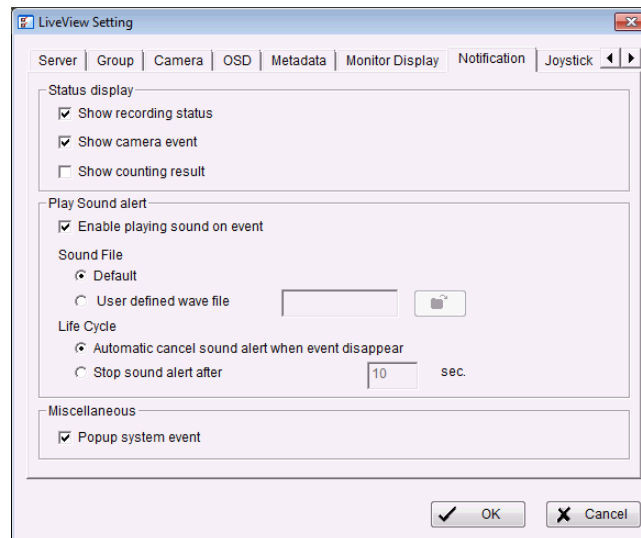 LiveView Setting
Server Group Camera OSD Metadata Monitor Display Notification Joystick
Status display
Show recording status
Show camera event
Show counting result
Play Sound alert
Enable playing sound on event
Sound File
Default
User defined wave file
Life Cycle
Automatic cancel sound alert when event disappear
Stop sound alert after 10 sec.
Miscellaneous
Popup system event
OK Cancel